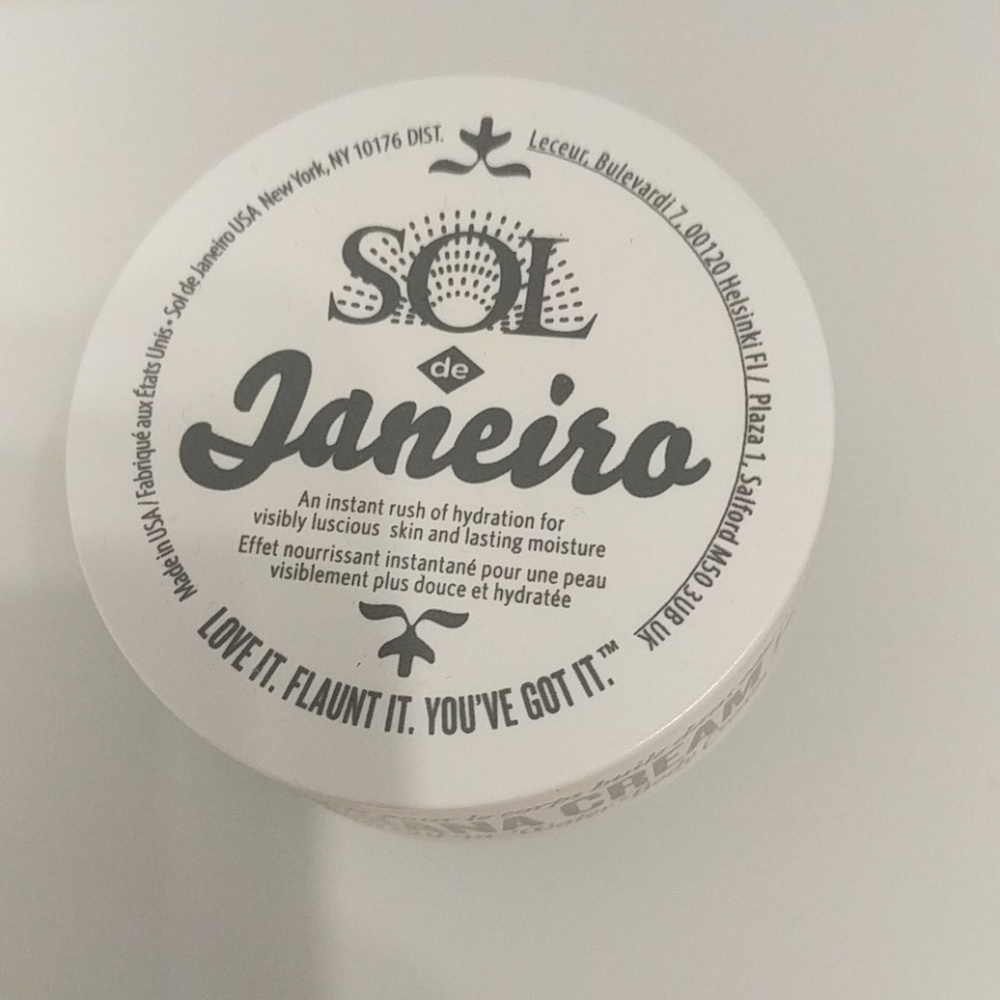 Made in USA / Fabriqué aux États Unis • Sol de Janeiro USA New York, NY 10176 DIST.
Leceur, Bulevardi 7, 00120 Helsinki FI / Plaza 1, Salford M50 3UB UK
SOL
de
Janeiro
An instant rush of hydration for
visibly luscious skin and lasting moisture
Effet nourrissant instantané pour une peau
visiblement plus douce et hydratée
LOVE IT. FLAUNT IT. YOU'VE GOT IT.™
CREAM